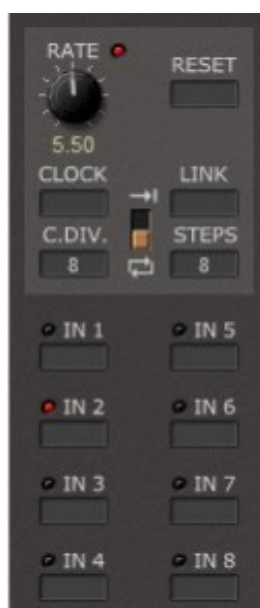 RATE
RESET
5.50
CLOCK
LINK
C.DIV.
STEPS
8
8
IN 1
IN 5
IN 2
IN 6
IN 3
IN 7
IN 4
IN 8